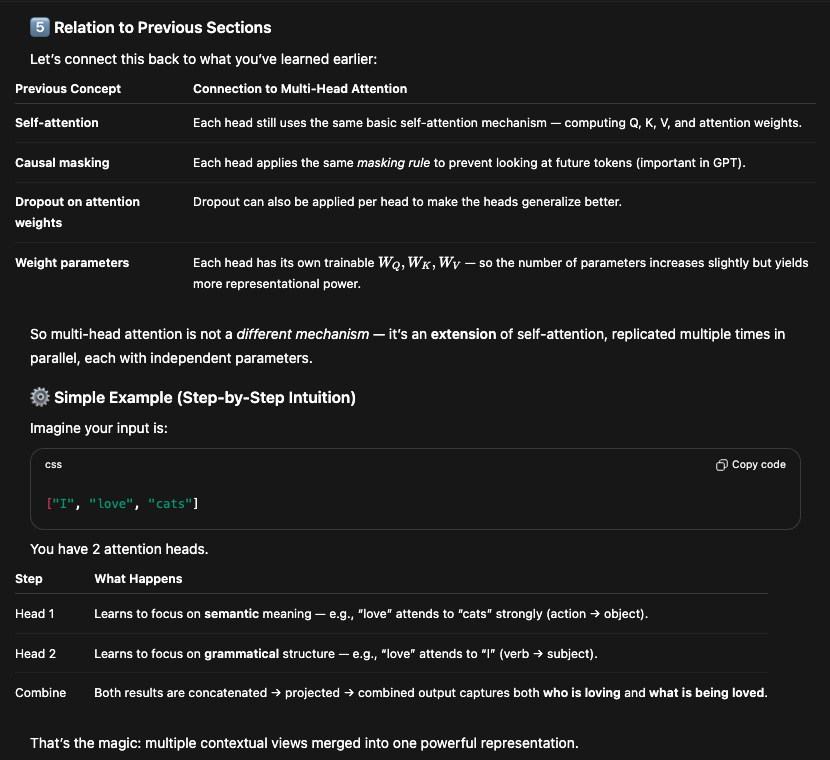 5️⃣ Relation to Previous Sections
Let's connect this back to what you've learned earlier:
Previous Concept Connection to Multi-Head Attention
Self-attention Each head still uses the same basic self-attention mechanism — computing Q, K, V, and attention weights.
Causal masking Each head applies the same masking rule to prevent looking at future tokens (important in GPT).
Dropout on attention weights Dropout can also be applied per head to make the heads generalize better.
Weight parameters Each head has its own trainable W_Q, W_K, W_V — so the number of parameters increases slightly but yields
more representational power.
So multi-head attention is not a different mechanism — it's an extension of self-attention, replicated multiple times in
parallel, each with independent parameters.
⚙️ Simple Example (Step-by-Step Intuition)
Imagine your input is:
css Copy code
["I", "love", "cats"]
You have 2 attention heads.
Step What Happens
Head 1 Learns to focus on semantic meaning — e.g., "love" attends to "cats" strongly (action → object).
Head 2 Learns to focus on grammatical structure — e.g., "love" attends to "I" (verb → subject).
Combine Both results are concatenated → projected → combined output captures both who is loving and what is being loved.
That's the magic: multiple contextual views merged into one powerful representation.